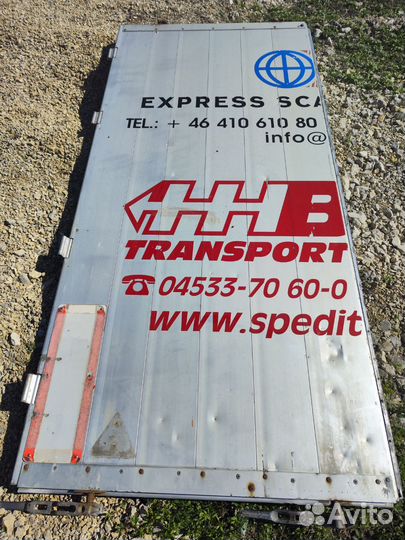 EXPRESS SCA
TEL.: + 46 410 610 80
info@
HHB
TRANSPORT
☎ 04533-70 60-0
www.spedit
Avito